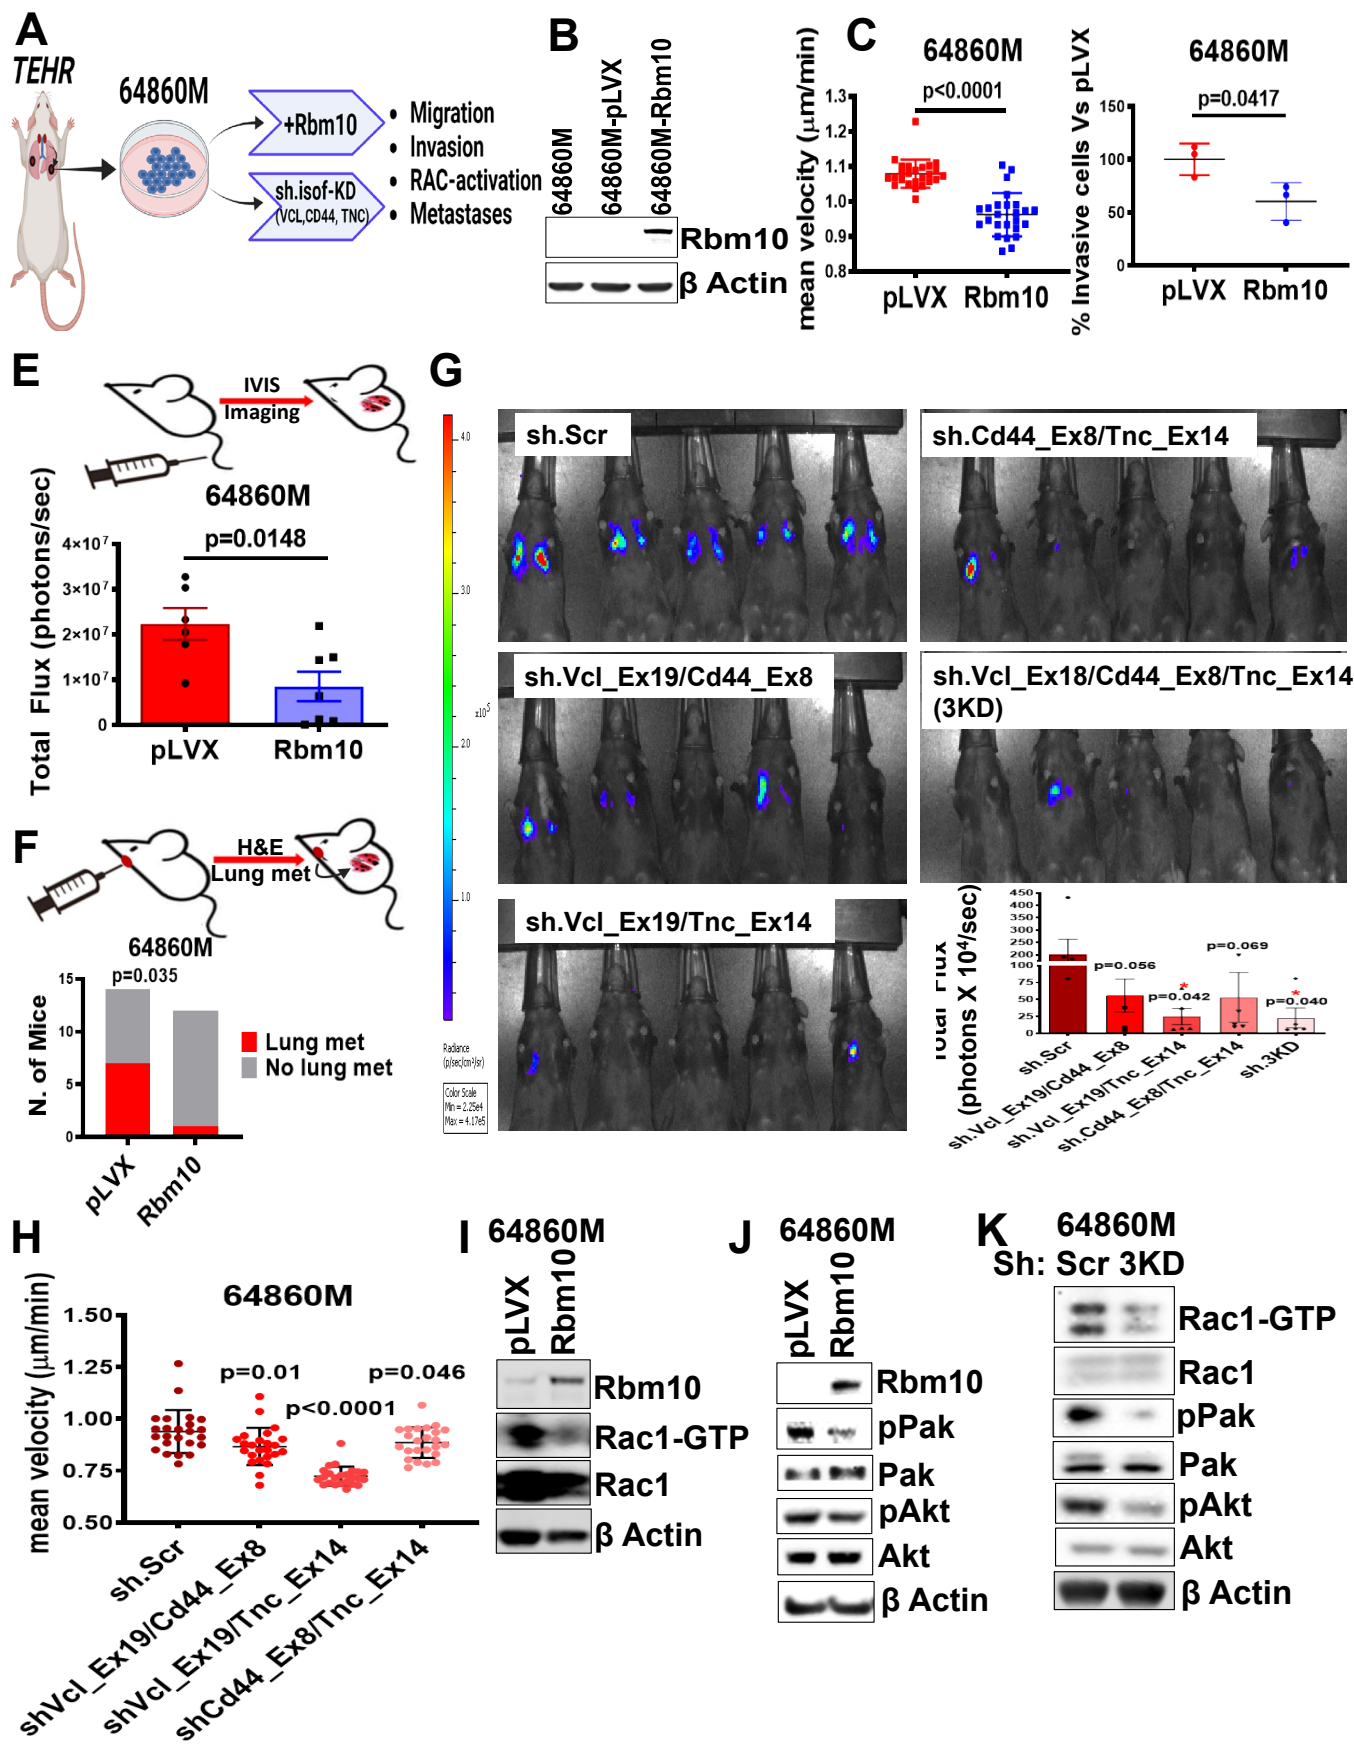 A
TEHR
64860M
+Rbm10
sh.isof-KD
(VCL,CD44, TNC)
• Migration
• Invasion
• RAC-activation
• Metastases
B
64860M
64860M-pLVX
64860M-Rbm10
Rbm10
β Actin
C
64860M
p<0.0001
mean velocity (μm/min)
1.3
1.2
1.1
1.0
0.9
0.8
pLVX Rbm10
64860M
p=0.0417
% Invasive cells Vs pLVX
150
100
50
0
pLVX Rbm10
E
IVIS
Imaging
64860M
p=0.0148
Total Flux (photons/sec)
4×10⁷
3×10⁷
2×10⁷
1×10⁷
0
pLVX Rbm10
F
H&E
Lung met
64860M
p=0.035
N. of Mice
15
10
5
0
pLVX
Rbm10
Lung met
No lung met
G
4.0
3.0
x10⁵
2.0
1.0
Radiance
(p/sec/cm²/sr)
Color Scale
Min = 2.25e4
Max = 4.17e5
sh.Scr
sh.Cd44_Ex8/Tnc_Ex14
sh.Vcl_Ex19/Cd44_Ex8
sh.Vcl_Ex18/Cd44_Ex8/Tnc_Ex14
(3KD)
sh.Vcl_Ex19/Tnc_Ex14
Total Flux
(photons X 10⁴/sec)
450
400
350
300
250
200
100
75
50
25
0
p=0.056
*
p=0.042
p=0.069
*
p=0.040
sh.Scr
sh.Vcl_Ex19/Cd44_Ex8
sh.Vcl_Ex19/Tnc_Ex14
sh.Cd44_Ex8/Tnc_Ex14
sh.3KD
H
64860M
mean velocity (μm/min)
1.50
1.25
1.00
0.75
0.50
p=0.01
p<0.0001
p=0.046
sh.Scr
shVcl_Ex19/Cd44_Ex8
shVcl_Ex19/Tnc_Ex14
shCd44_Ex8/Tnc_Ex14
I
64860M
pLVX
Rbm10
Rbm10
Rac1-GTP
Rac1
β Actin
J
64860M
pLVX
Rbm10
Rbm10
pPak
Pak
pAkt
Akt
β Actin
K
64860M
Sh: Scr 3KD
Rac1-GTP
Rac1
pPak
Pak
pAkt
Akt
β Actin